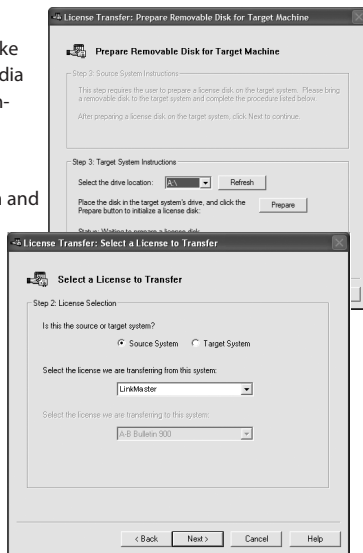 License Transfer: Prepare Removable Disk for Target Machine
ke
dia
n-
n and
Prepare Removable Disk for Target Machine
Step 3: Source System Instructions
This step requires the user to prepare a license disk on the target system. Please bring
a removable disk to the target system and complete the procedure listed below.
After preparing a license disk on the target system, click Next to continue.
Step 3: Target System Instructions
Select the drive location:
A:\
Refresh
Place the disk in the target system's drive, and click the
Prepare button to initialize a license disk:
Prepare
Status: Waiting to prepare a license disk
License Transfer: Select a License to Transfer
Select a License to Transfer
Step 2: License Selection
Is this the source or target system?
Source System Target System
Select the license we are transferring from this system:
LinkMaster
Select the license we are transferring to this system:
A-B Bulletin 900
< Back Next > Cancel Help